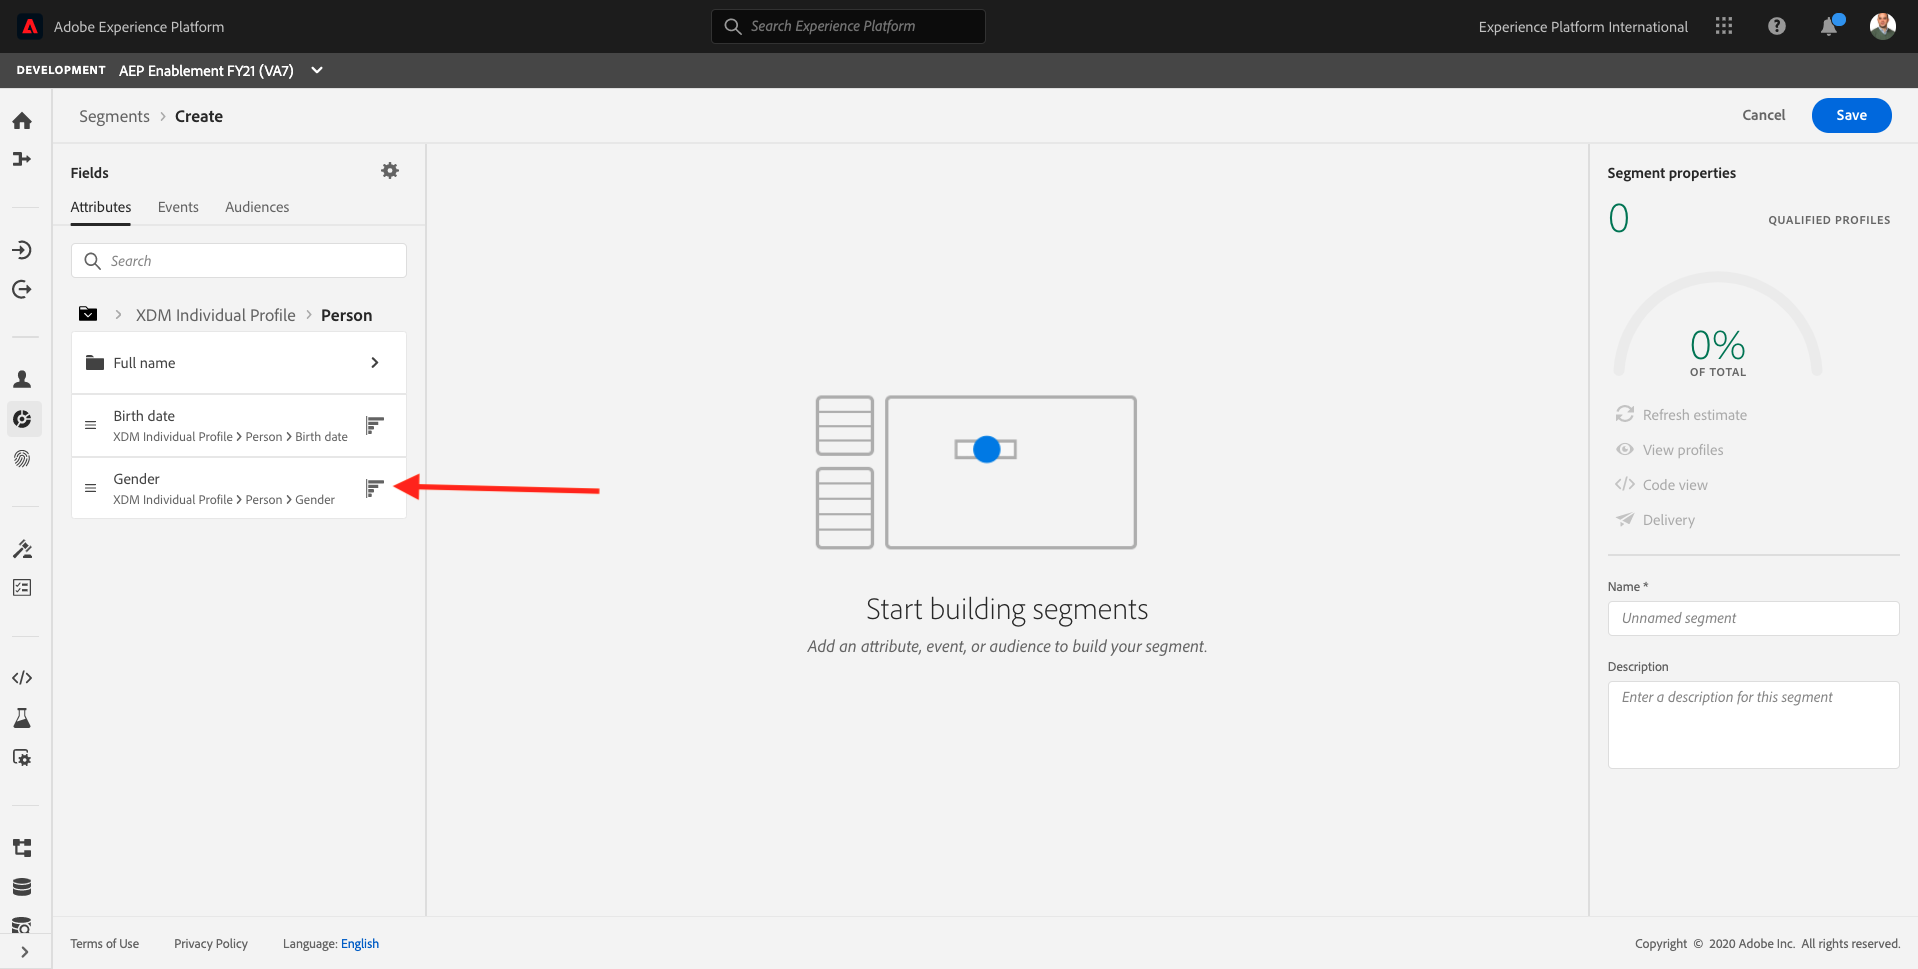 Adobe Experience Platform
Search Experience Platform
Experience Platform International
DEVELOPMENT AEP Enablement FY21 (VA7)
Segments > Create
Cancel
Save
Fields
Attributes Events Audiences
Search
> XDM Individual Profile > Person
Full name
Birth date
XDM Individual Profile > Person > Birth date
Gender
XDM Individual Profile > Person > Gender
Start building segments
Add an attribute, event, or audience to build your segment.
Segment properties
0 QUALIFIED PROFILES
0%
OF TOTAL
Refresh estimate
View profiles
</> Code view
Delivery
Name *
Unnamed segment
Description
Enter a description for this segment
Terms of Use Privacy Policy Language: English
Copyright © 2020 Adobe Inc. All rights reserved.